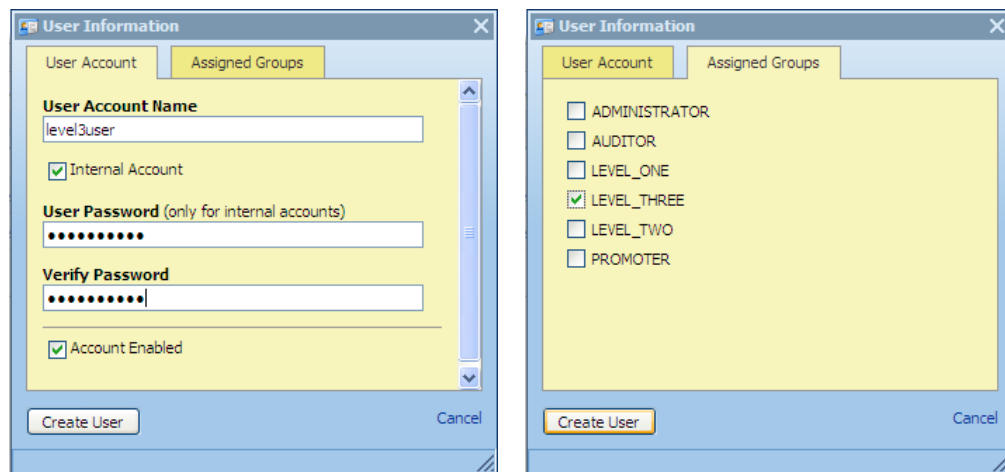 User Information
User Account Assigned Groups
User Account Name
level3user
Internal Account
User Password (only for internal accounts)
●●●●●●●●●●
Verify Password
●●●●●●●●●●
Account Enabled
Create User Cancel
User Information
User Account Assigned Groups
ADMINISTRATOR
AUDITOR
LEVEL_ONE
LEVEL_THREE
LEVEL_TWO
PROMOTER
Create User Cancel